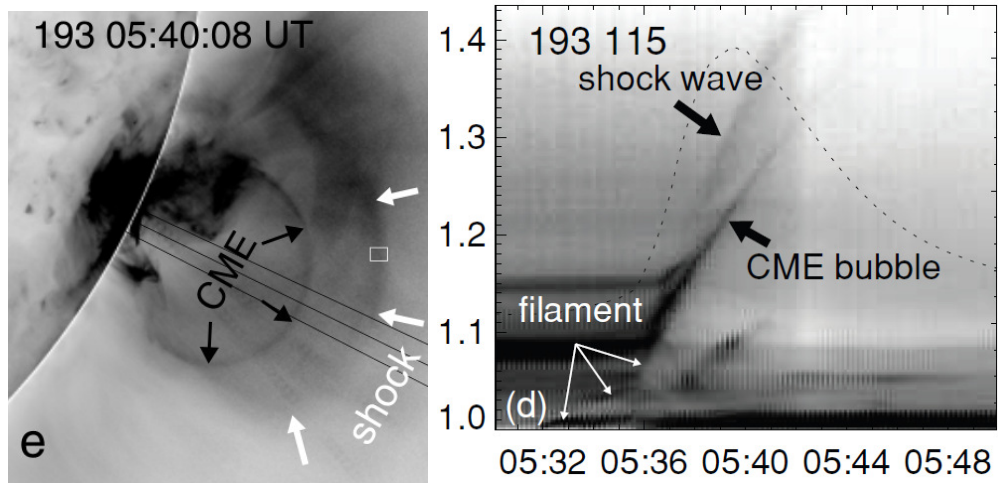 193 05:40:08 UT
CME
shock
e
193 115
shock wave
CME bubble
filament
(d)
1.4
1.3
1.2
1.1
1.0
05:32 05:36 05:40 05:44 05:48